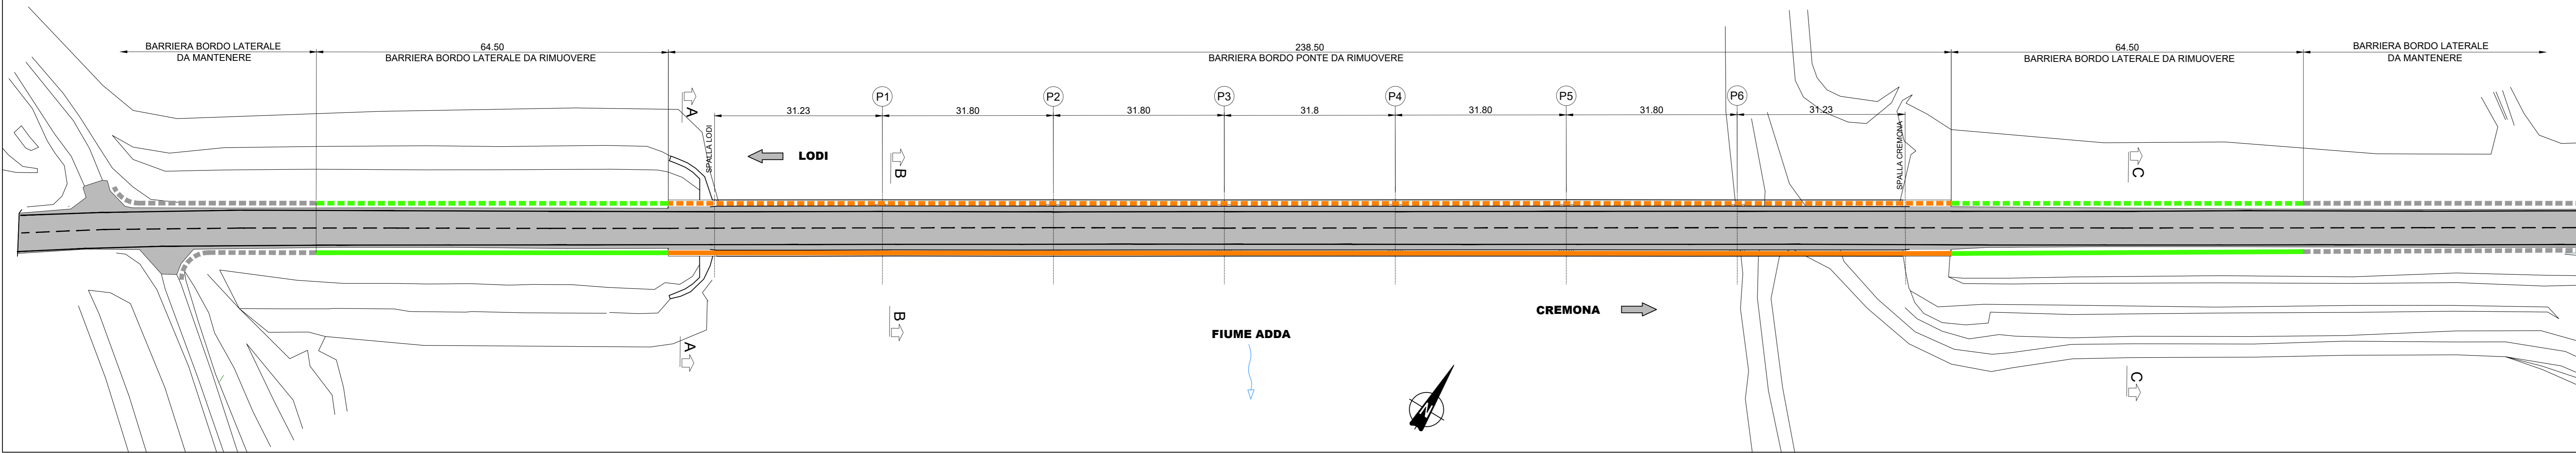 BARRIERA BORDO LATERALE
DA MANTENERE
64.50
BARRIERA BORDO LATERALE DA RIMUOVERE
238.50
BARRIERA BORDO PONTE DA RIMUOVERE
64.50
BARRIERA BORDO LATERALE DA RIMUOVERE
BARRIERA BORDO LATERALE
DA MANTENERE
A
SPALLA LODI
31.23
P1
31.80
P2
31.80
P3
31.8
P4
31.80
P5
31.80
P6
31.23
SPALLA CREMONA
LODI
B
C
B
CREMONA
FIUME ADDA
A
N
C